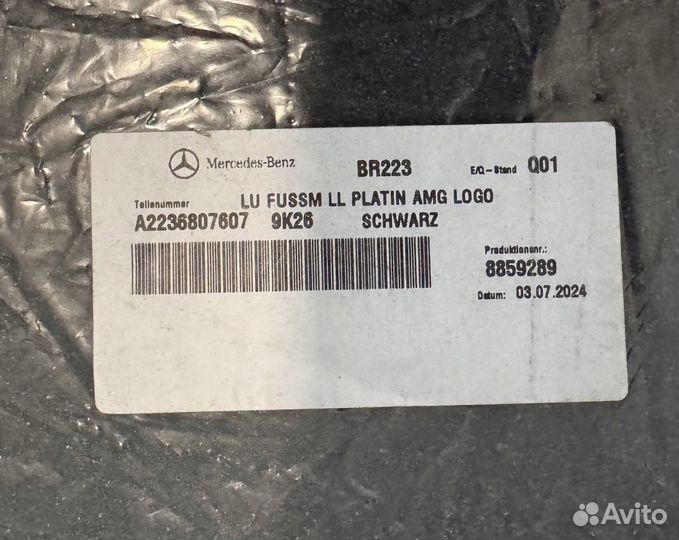 Mercedes-Benz BR223 E/Q-Stand Q01
LU FUSSM LL PLATIN AMG LOGO
Teilenummer
A2236807607 9K26 SCHWARZ
Produktionsnr.:
8859289
Datum: 03.07.2024
Avito